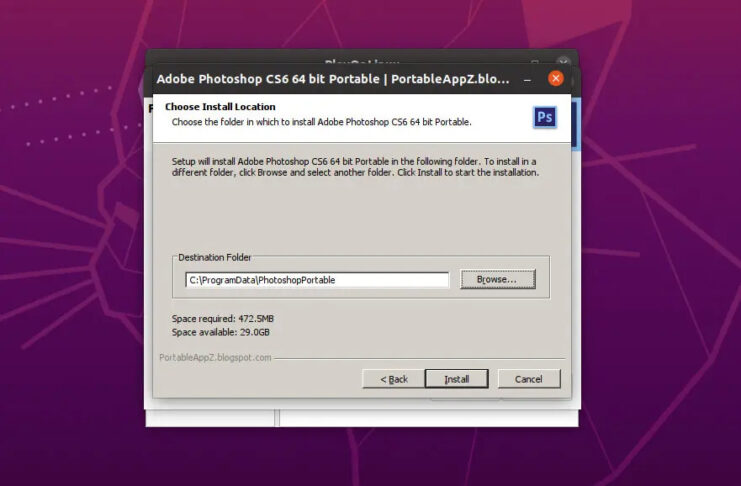 PlayOnLinux
Adobe Photoshop CS6 64 bit Portable | PortableAppZ.blo...
Choose Install Location
Choose the folder in which to install Adobe Photoshop CS6 64 bit Portable.
Ps
Setup will install Adobe Photoshop CS6 64 bit Portable in the following folder. To install in a
different folder, click Browse and select another folder. Click Install to start the installation.
Destination Folder
C:\ProgramData\PhotoshopPortable
Browse...
Space required: 472.5MB
Space available: 29.0GB
PortableAppZ.blogspot.com
< Back
Install
Cancel